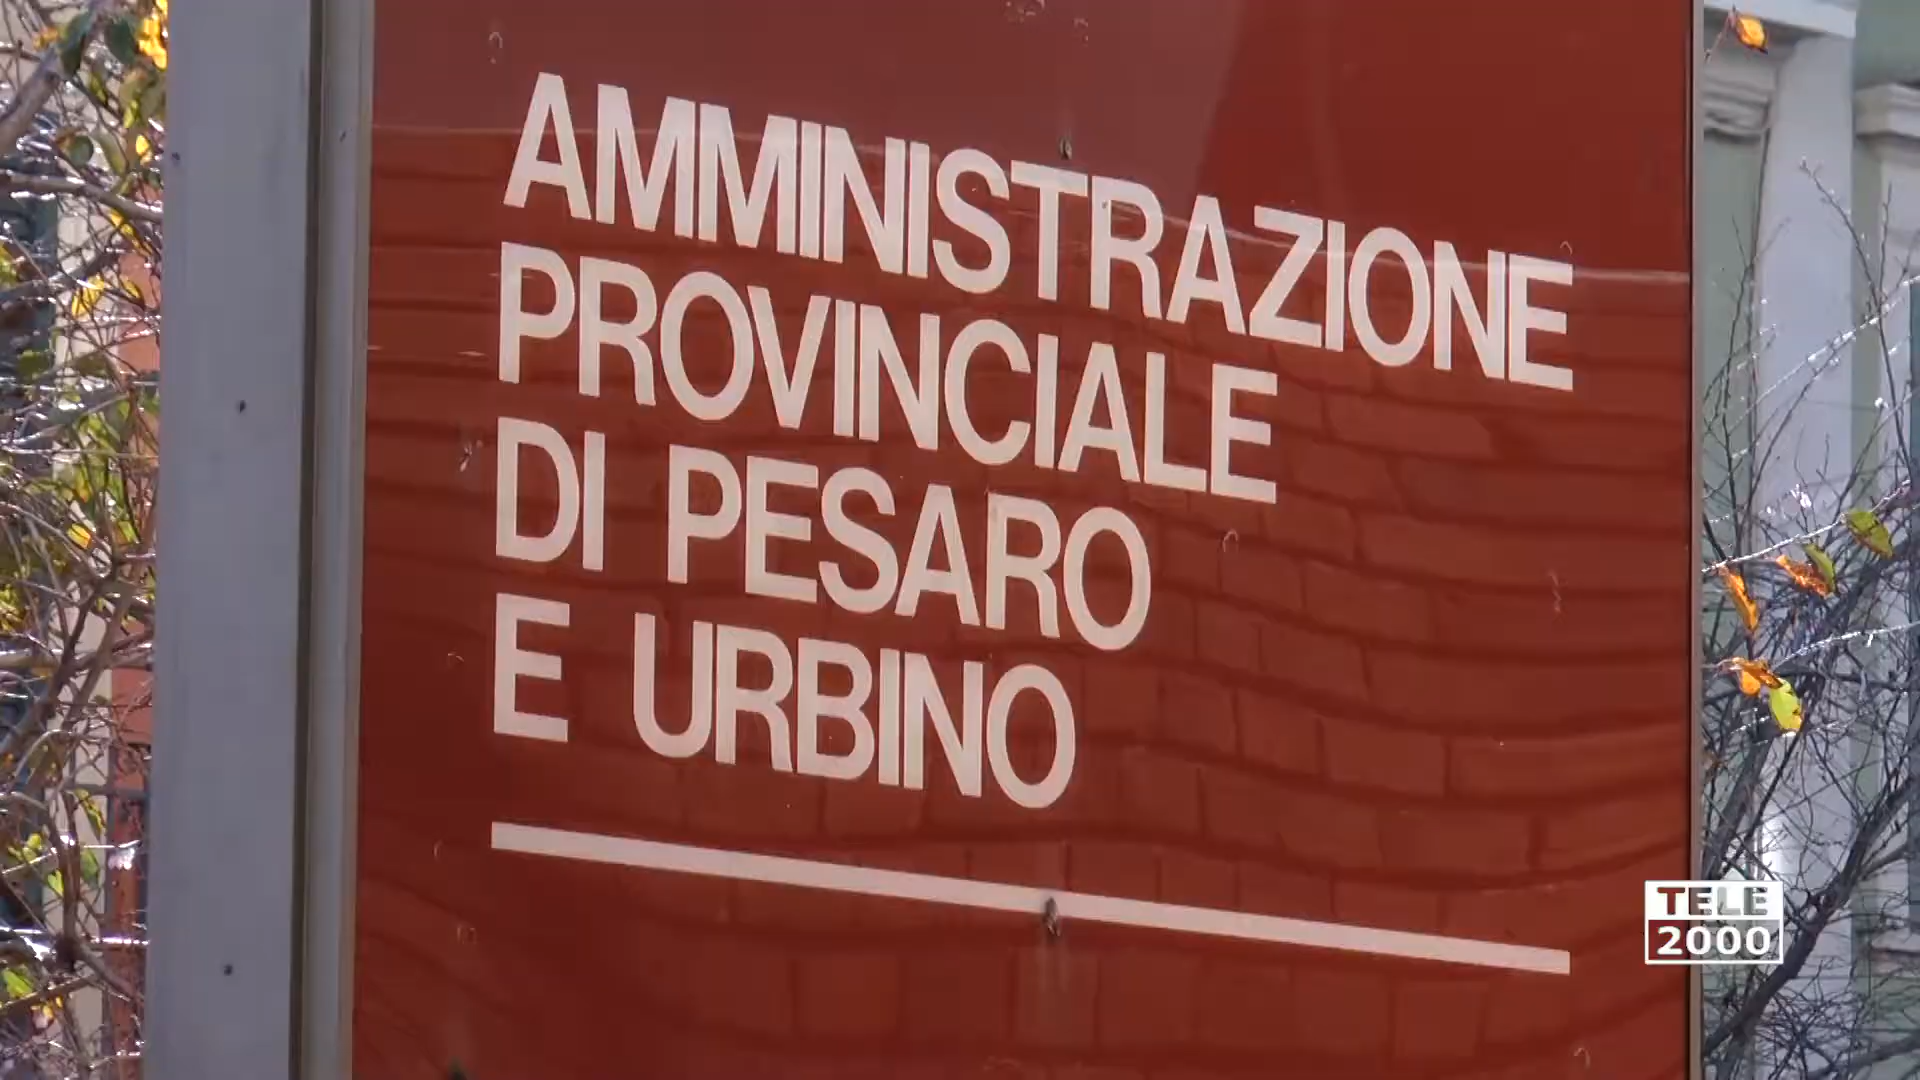 AMMINISTRAZIONE
PROVINCIALE
DI PESARO
E URBINO
TELE
2000